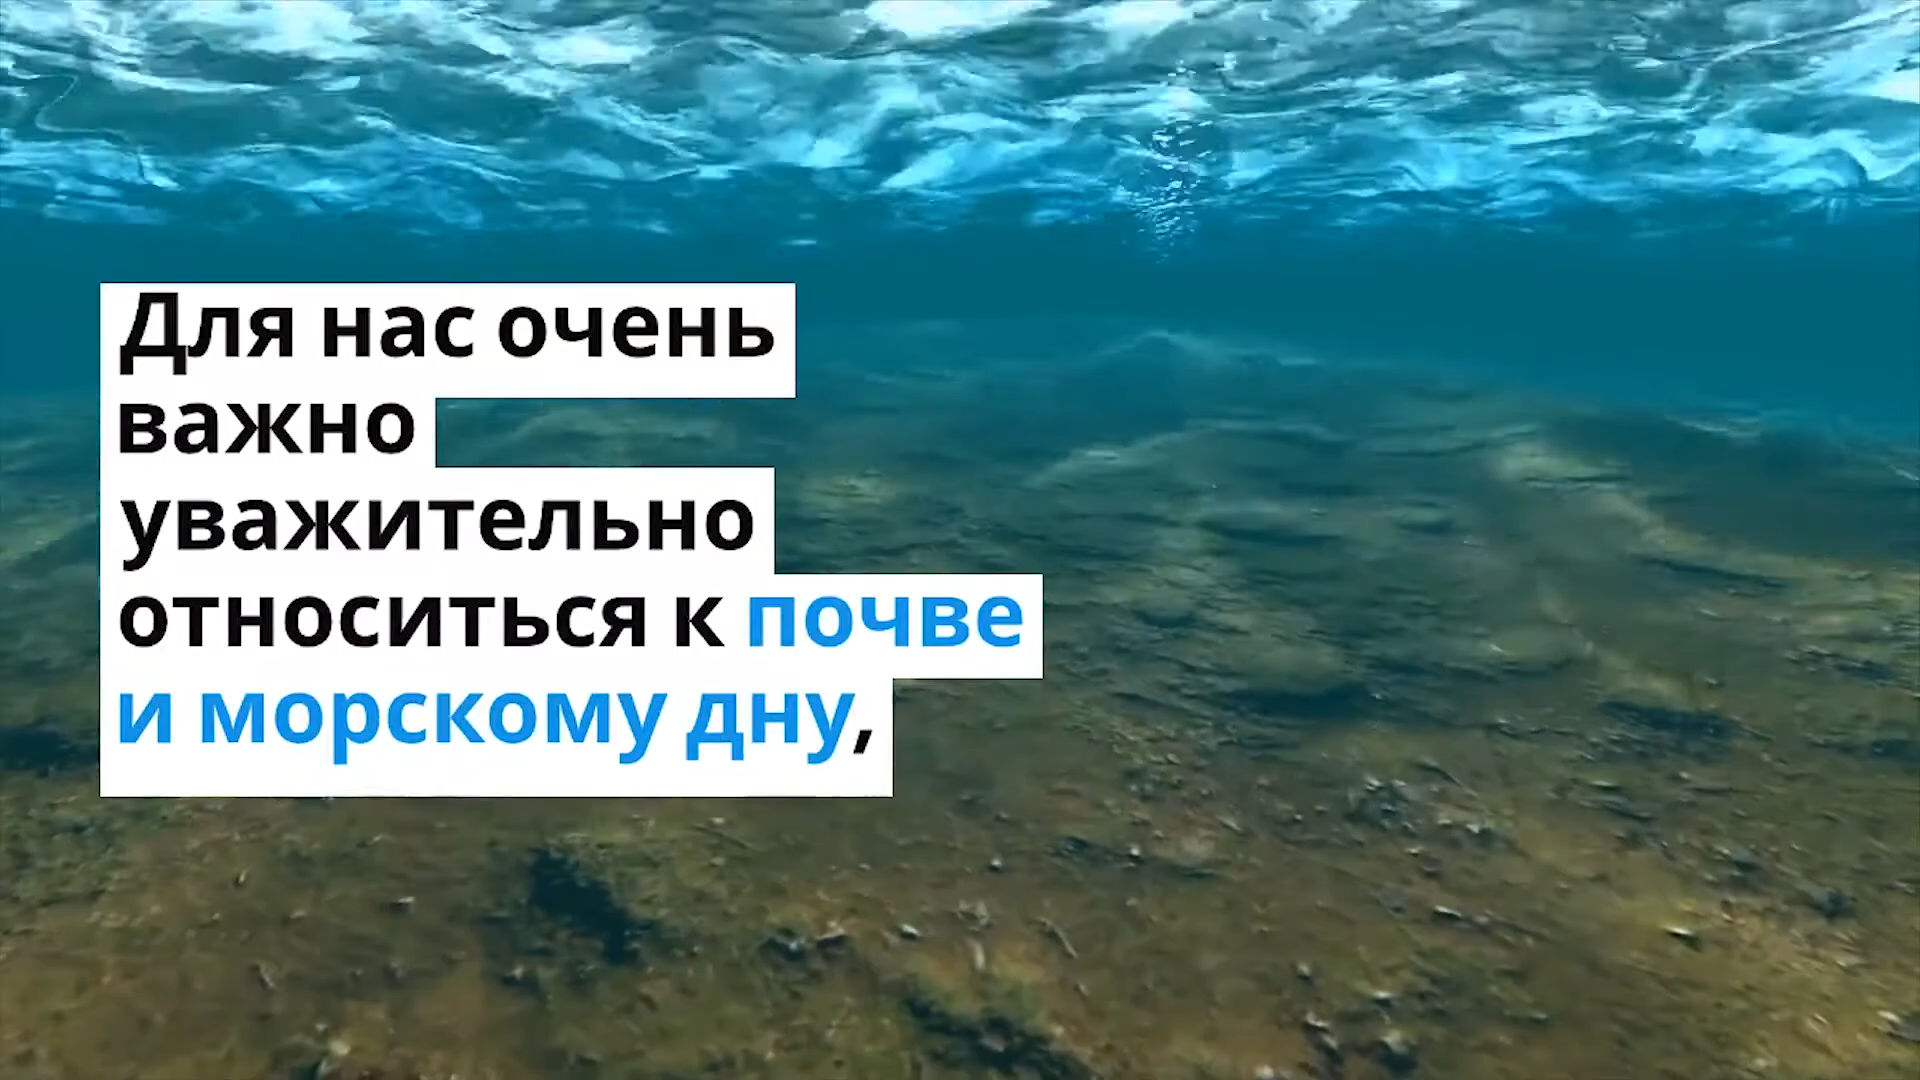 Для нас очень
важно
уважительно
относиться к почве
и морскому дну,